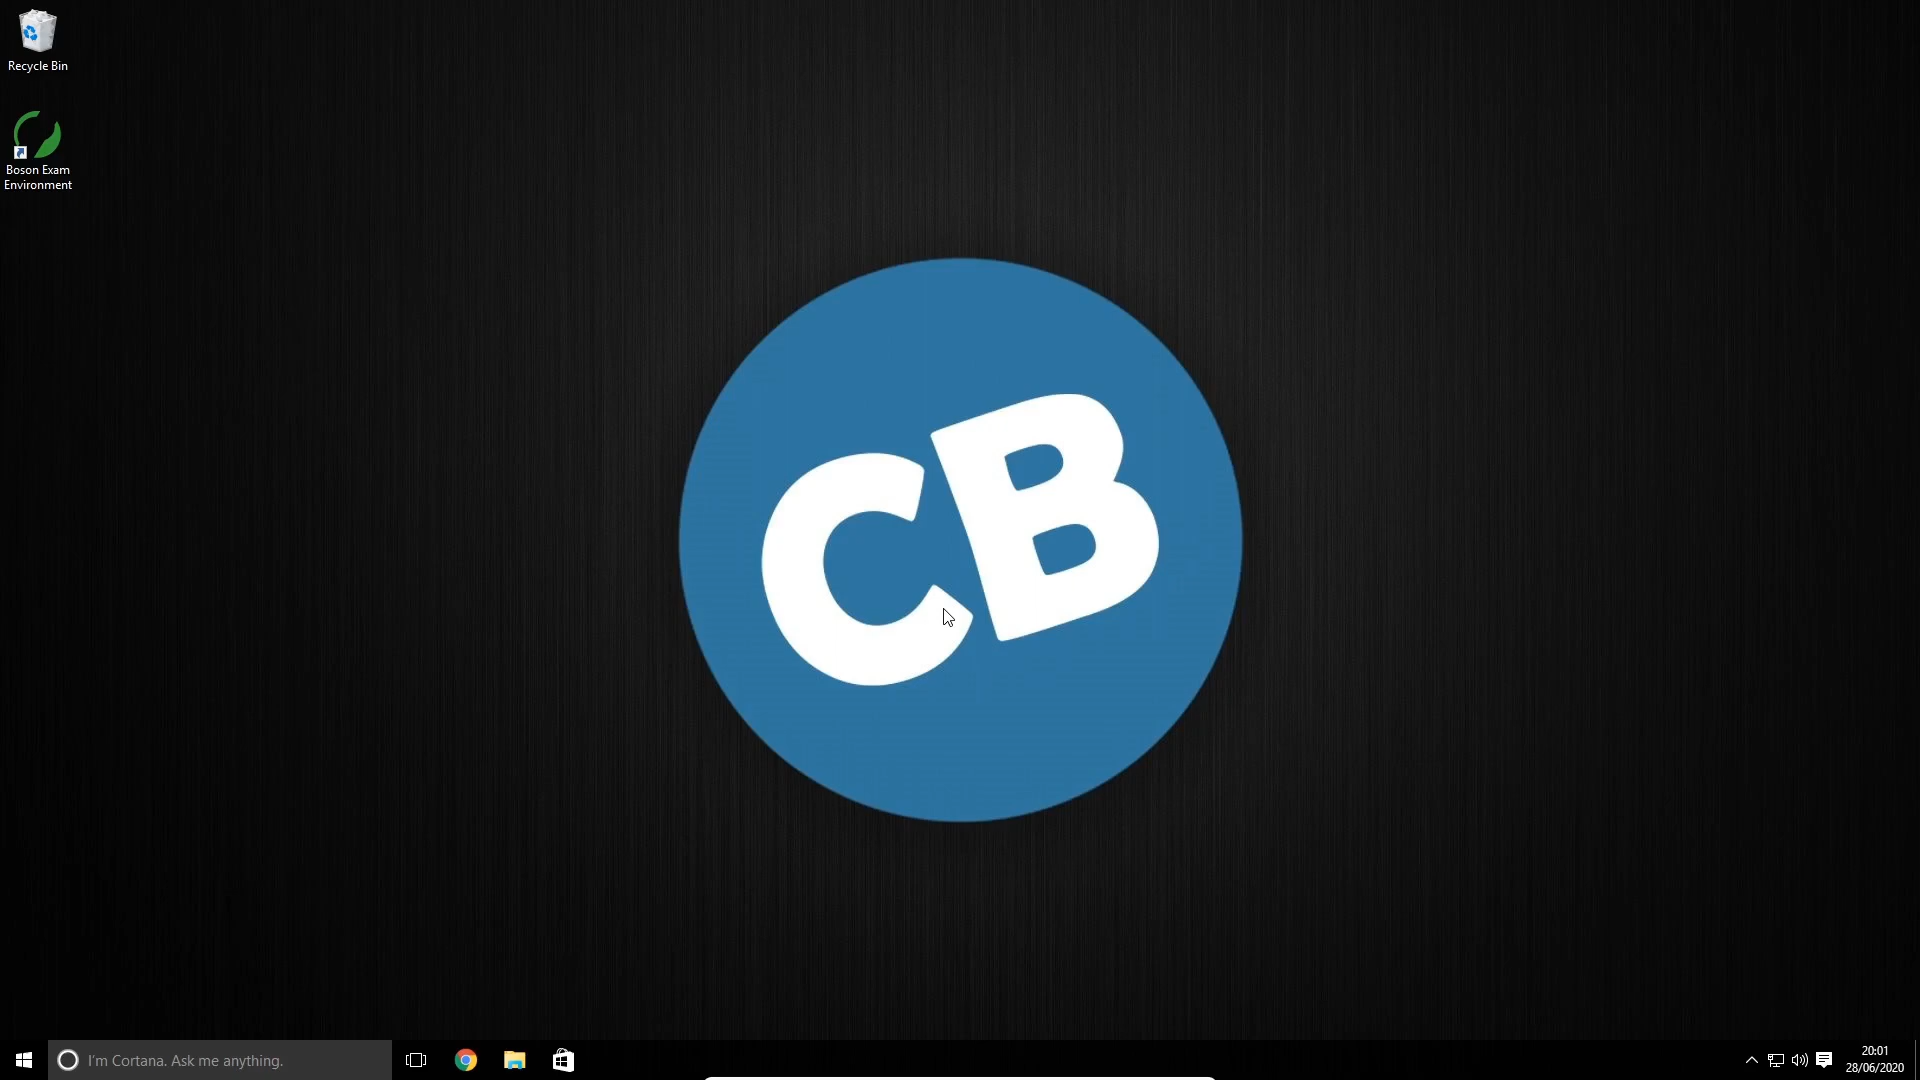 Recycle Bin
Boson Exam
Environment
CB
I'm Cortana. Ask me anything.
20:01
28/06/2020